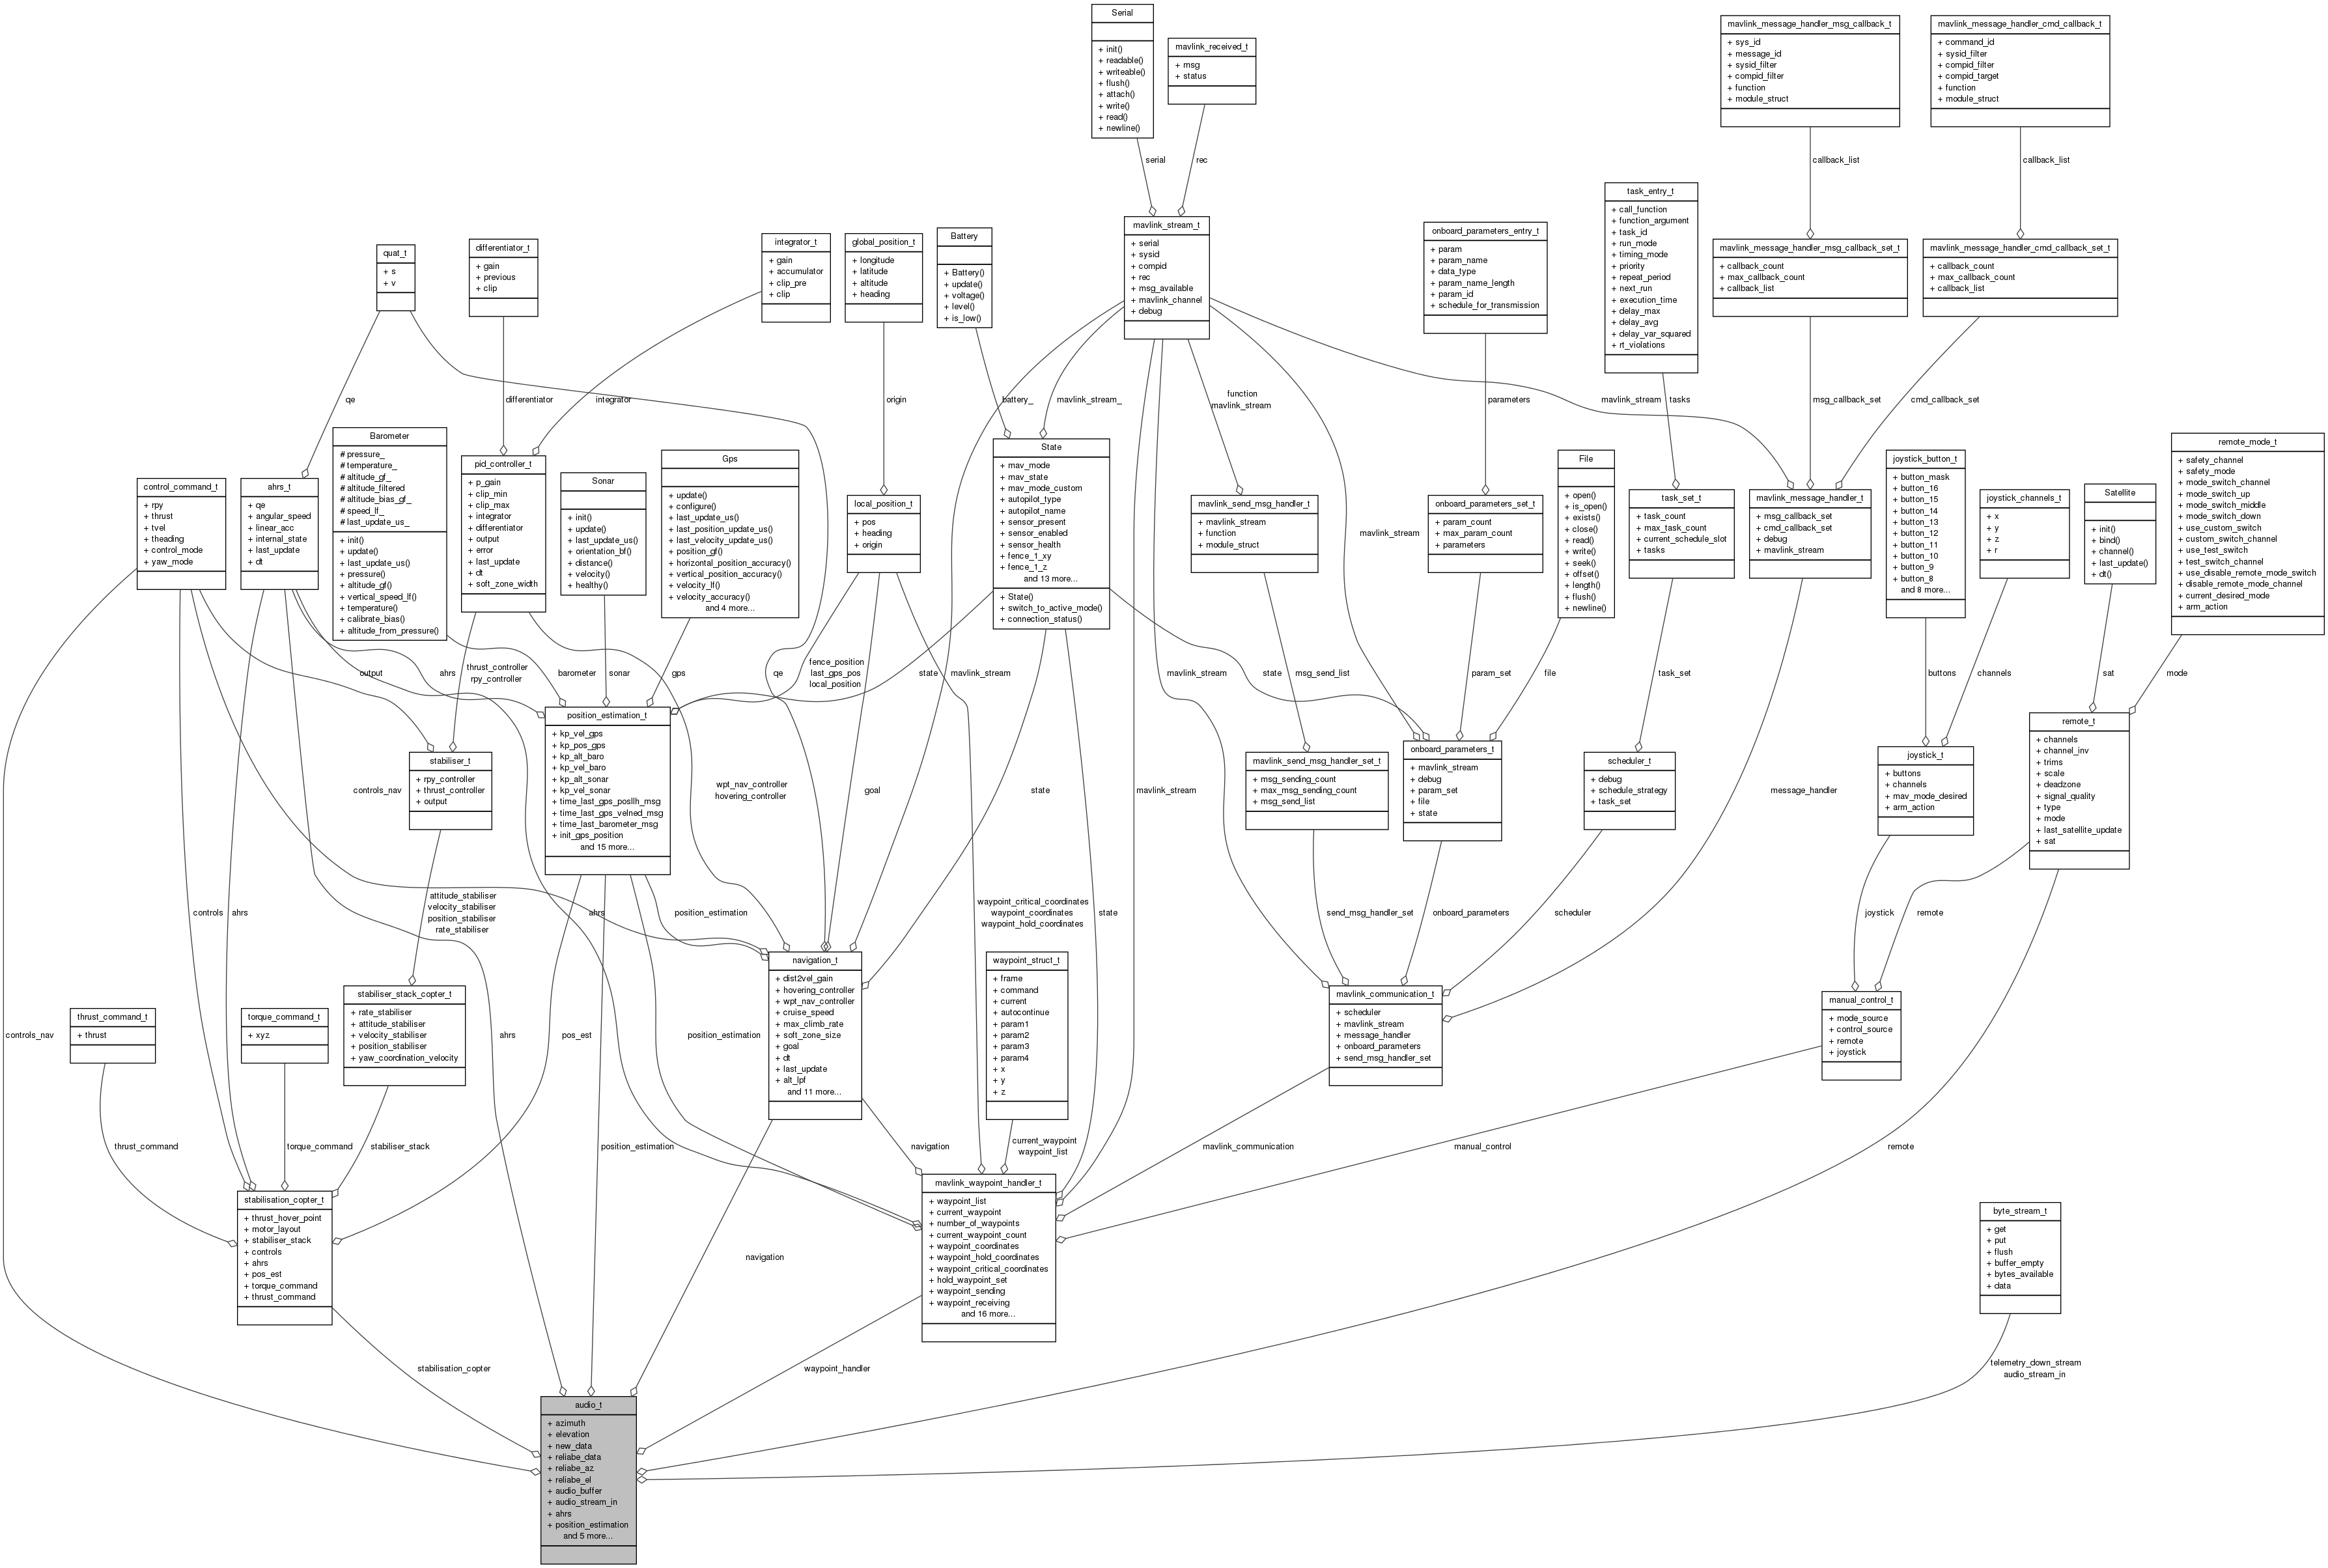 Serial
+ init()
+ readable()
+ writeable()
+ flush()
+ attach()
+ write()
+ read()
+ newline()
mavlink_received_t
+ msg
+ status
mavlink_message_handler_msg_callback_t
+ sys_id
+ message_id
+ sysid_filter
+ compid_filter
+ function
+ module_struct
mavlink_message_handler_cmd_callback_t
+ command_id
+ sysid_filter
+ compid_filter
+ compid_target
+ function
+ module_struct
serial
rec
callback_list
callback_list
quat_t
+ s
+ v
differentiator_t
+ gain
+ previous
+ clip
integrator_t
+ gain
+ accumulator
+ clip_pre
+ clip
global_position_t
+ longitude
+ latitude
+ altitude
+ heading
Battery
+ Battery()
+ update()
+ voltage()
+ level()
+ is_low()
mavlink_stream_t
+ serial
+ sysid
+ compid
+ rec
+ msg_available
+ mavlink_channel
+ debug
onboard_parameters_entry_t
+ param
+ param_name
+ data_type
+ param_name_length
+ param_id
+ schedule_for_transmission
task_entry_t
+ call_function
+ function_argument
+ task_id
+ run_mode
+ timing_mode
+ priority
+ repeat_period
+ next_run
+ execution_time
+ delay_max
+ delay_avg
+ delay_var_squared
+ rt_violations
mavlink_message_handler_msg_callback_set_t
+ callback_count
+ max_callback_count
+ callback_list
mavlink_message_handler_cmd_callback_set_t
+ callback_count
+ max_callback_count
+ callback_list
qe
differentiator
integrator
origin
battery_
mavlink_stream_
function
mavlink_stream
parameters
mavlink_stream
tasks
msg_callback_set
cmd_callback_set
control_command_t
+ rpy
+ thrust
+ tvel
+ theading
+ control_mode
+ yaw_mode
ahrs_t
+ qe
+ angular_speed
+ linear_acc
+ internal_state
+ last_update
+ dt
Barometer
# pressure_
# temperature_
# altitude_gf_
# altitude_filtered
# altitude_bias_gf_
# speed_lf_
# last_update_us_
+ init()
+ update()
+ last_update_us()
+ pressure()
+ altitude_gf()
+ vertical_speed_lf()
+ temperature()
+ calibrate_bias()
+ altitude_from_pressure()
pid_controller_t
+ p_gain
+ clip_min
+ clip_max
+ integrator
+ differentiator
+ output
+ error
+ last_update
+ dt
+ soft_zone_width
Sonar
+ init()
+ update()
+ last_update_us()
+ orientation_bf()
+ distance()
+ velocity()
+ healthy()
Gps
+ update()
+ configure()
+ last_update_us()
+ last_position_update_us()
+ last_velocity_update_us()
+ position_gf()
+ horizontal_position_accuracy()
+ vertical_position_accuracy()
+ velocity_lf()
+ velocity_accuracy()
and 4 more...
local_position_t
+ pos
+ heading
+ origin
State
+ mav_mode
+ mav_state
+ mav_mode_custom
+ autopilot_type
+ autopilot_name
+ sensor_present
+ sensor_enabled
+ sensor_health
+ fence_1_xy
+ fence_1_z
and 13 more...
+ State()
+ switch_to_active_mode()
+ connection_status()
mavlink_send_msg_handler_t
+ mavlink_stream
+ function
+ module_struct
onboard_parameters_set_t
+ param_count
+ max_param_count
+ parameters
File
+ open()
+ is_open()
+ exists()
+ close()
+ read()
+ write()
+ seek()
+ offset()
+ length()
+ flush()
+ newline()
task_set_t
+ task_count
+ max_task_count
+ current_schedule_slot
+ tasks
mavlink_message_handler_t
+ msg_callback_set
+ cmd_callback_set
+ debug
+ mavlink_stream
joystick_button_t
+ button_mask
+ button_16
+ button_15
+ button_14
+ button_13
+ button_12
+ button_11
+ button_10
+ button_9
+ button_8
and 8 more...
joystick_channels_t
+ x
+ y
+ z
+ r
Satellite
+ init()
+ bind()
+ channel()
+ last_update()
+ dt()
remote_mode_t
+ safety_channel
+ safety_mode
+ mode_switch_channel
+ mode_switch_up
+ mode_switch_middle
+ mode_switch_down
+ use_custom_switch
+ custom_switch_channel
+ use_test_switch
+ test_switch_channel
+ use_disable_remote_mode_switch
+ disable_remote_mode_channel
+ current_desired_mode
+ arm_action
mavlink_stream
output
ahrs
thrust_controller
rpy_controller
barometer
sonar
gps
qe
fence_position
last_gps_pos
local_position
state
mavlink_stream
mavlink_stream
state
msg_send_list
param_set
file
task_set
buttons
channels
sat
mode
stabiliser_t
+ rpy_controller
+ thrust_controller
+ output
position_estimation_t
+ kp_vel_gps
+ kp_pos_gps
+ kp_alt_baro
+ kp_vel_baro
+ kp_alt_sonar
+ kp_vel_sonar
+ time_last_gps_posllh_msg
+ time_last_gps_velned_msg
+ time_last_barometer_msg
+ init_gps_position
and 15 more...
mavlink_send_msg_handler_set_t
+ msg_sending_count
+ max_msg_sending_count
+ msg_send_list
onboard_parameters_t
+ mavlink_stream
+ debug
+ param_set
+ file
+ state
scheduler_t
+ debug
+ schedule_strategy
+ task_set
joystick_t
+ buttons
+ channels
+ mav_mode_desired
+ arm_action
remote_t
+ channels
+ channel_inv
+ trims
+ scale
+ deadzone
+ signal_quality
+ type
+ mode
+ last_satellite_update
+ sat
controls_nav
wpt_nav_controller
hovering_controller
goal
state
mavlink_stream
message_handler
controls
ahrs
attitude_stabiliser
velocity_stabiliser
position_stabiliser
rate_stabiliser
ahrs
position_estimation
waypoint_critical_coordinates
waypoint_coordinates
waypoint_hold_coordinates
state
send_msg_handler_set
onboard_parameters
scheduler
joystick
remote
thrust_command_t
+ thrust
torque_command_t
+ xyz
stabiliser_stack_copter_t
+ rate_stabiliser
+ attitude_stabiliser
+ velocity_stabiliser
+ position_stabiliser
+ yaw_coordination_velocity
navigation_t
+ dist2vel_gain
+ hovering_controller
+ wpt_nav_controller
+ cruise_speed
+ max_climb_rate
+ soft_zone_size
+ goal
+ dt
+ last_update
+ alt_lpf
and 11 more...
waypoint_struct_t
+ frame
+ command
+ current
+ autocontinue
+ param1
+ param2
+ param3
+ param4
+ x
+ y
+ z
mavlink_communication_t
+ scheduler
+ mavlink_stream
+ message_handler
+ onboard_parameters
+ send_msg_handler_set
manual_control_t
+ mode_source
+ control_source
+ remote
+ joystick
controls_nav
ahrs
pos_est
position_estimation
thrust_command
torque_command
stabiliser_stack
position_estimation
navigation
current_waypoint
waypoint_list
mavlink_communication
manual_control
remote
stabilisation_copter_t
+ thrust_hover_point
+ motor_layout
+ stabiliser_stack
+ controls
+ ahrs
+ pos_est
+ torque_command
+ thrust_command
mavlink_waypoint_handler_t
+ waypoint_list
+ current_waypoint
+ number_of_waypoints
+ current_waypoint_count
+ waypoint_coordinates
+ waypoint_hold_coordinates
+ waypoint_critical_coordinates
+ hold_waypoint_set
+ waypoint_sending
+ waypoint_receiving
and 16 more...
byte_stream_t
+ get
+ put
+ flush
+ buffer_empty
+ bytes_available
+ data
navigation
stabilisation_copter
waypoint_handler
telemetry_down_stream
audio_stream_in
audio_t
+ azimuth
+ elevation
+ new_data
+ reliabe_data
+ reliabe_az
+ reliabe_el
+ audio_buffer
+ audio_stream_in
+ ahrs
+ position_estimation
and 5 more...